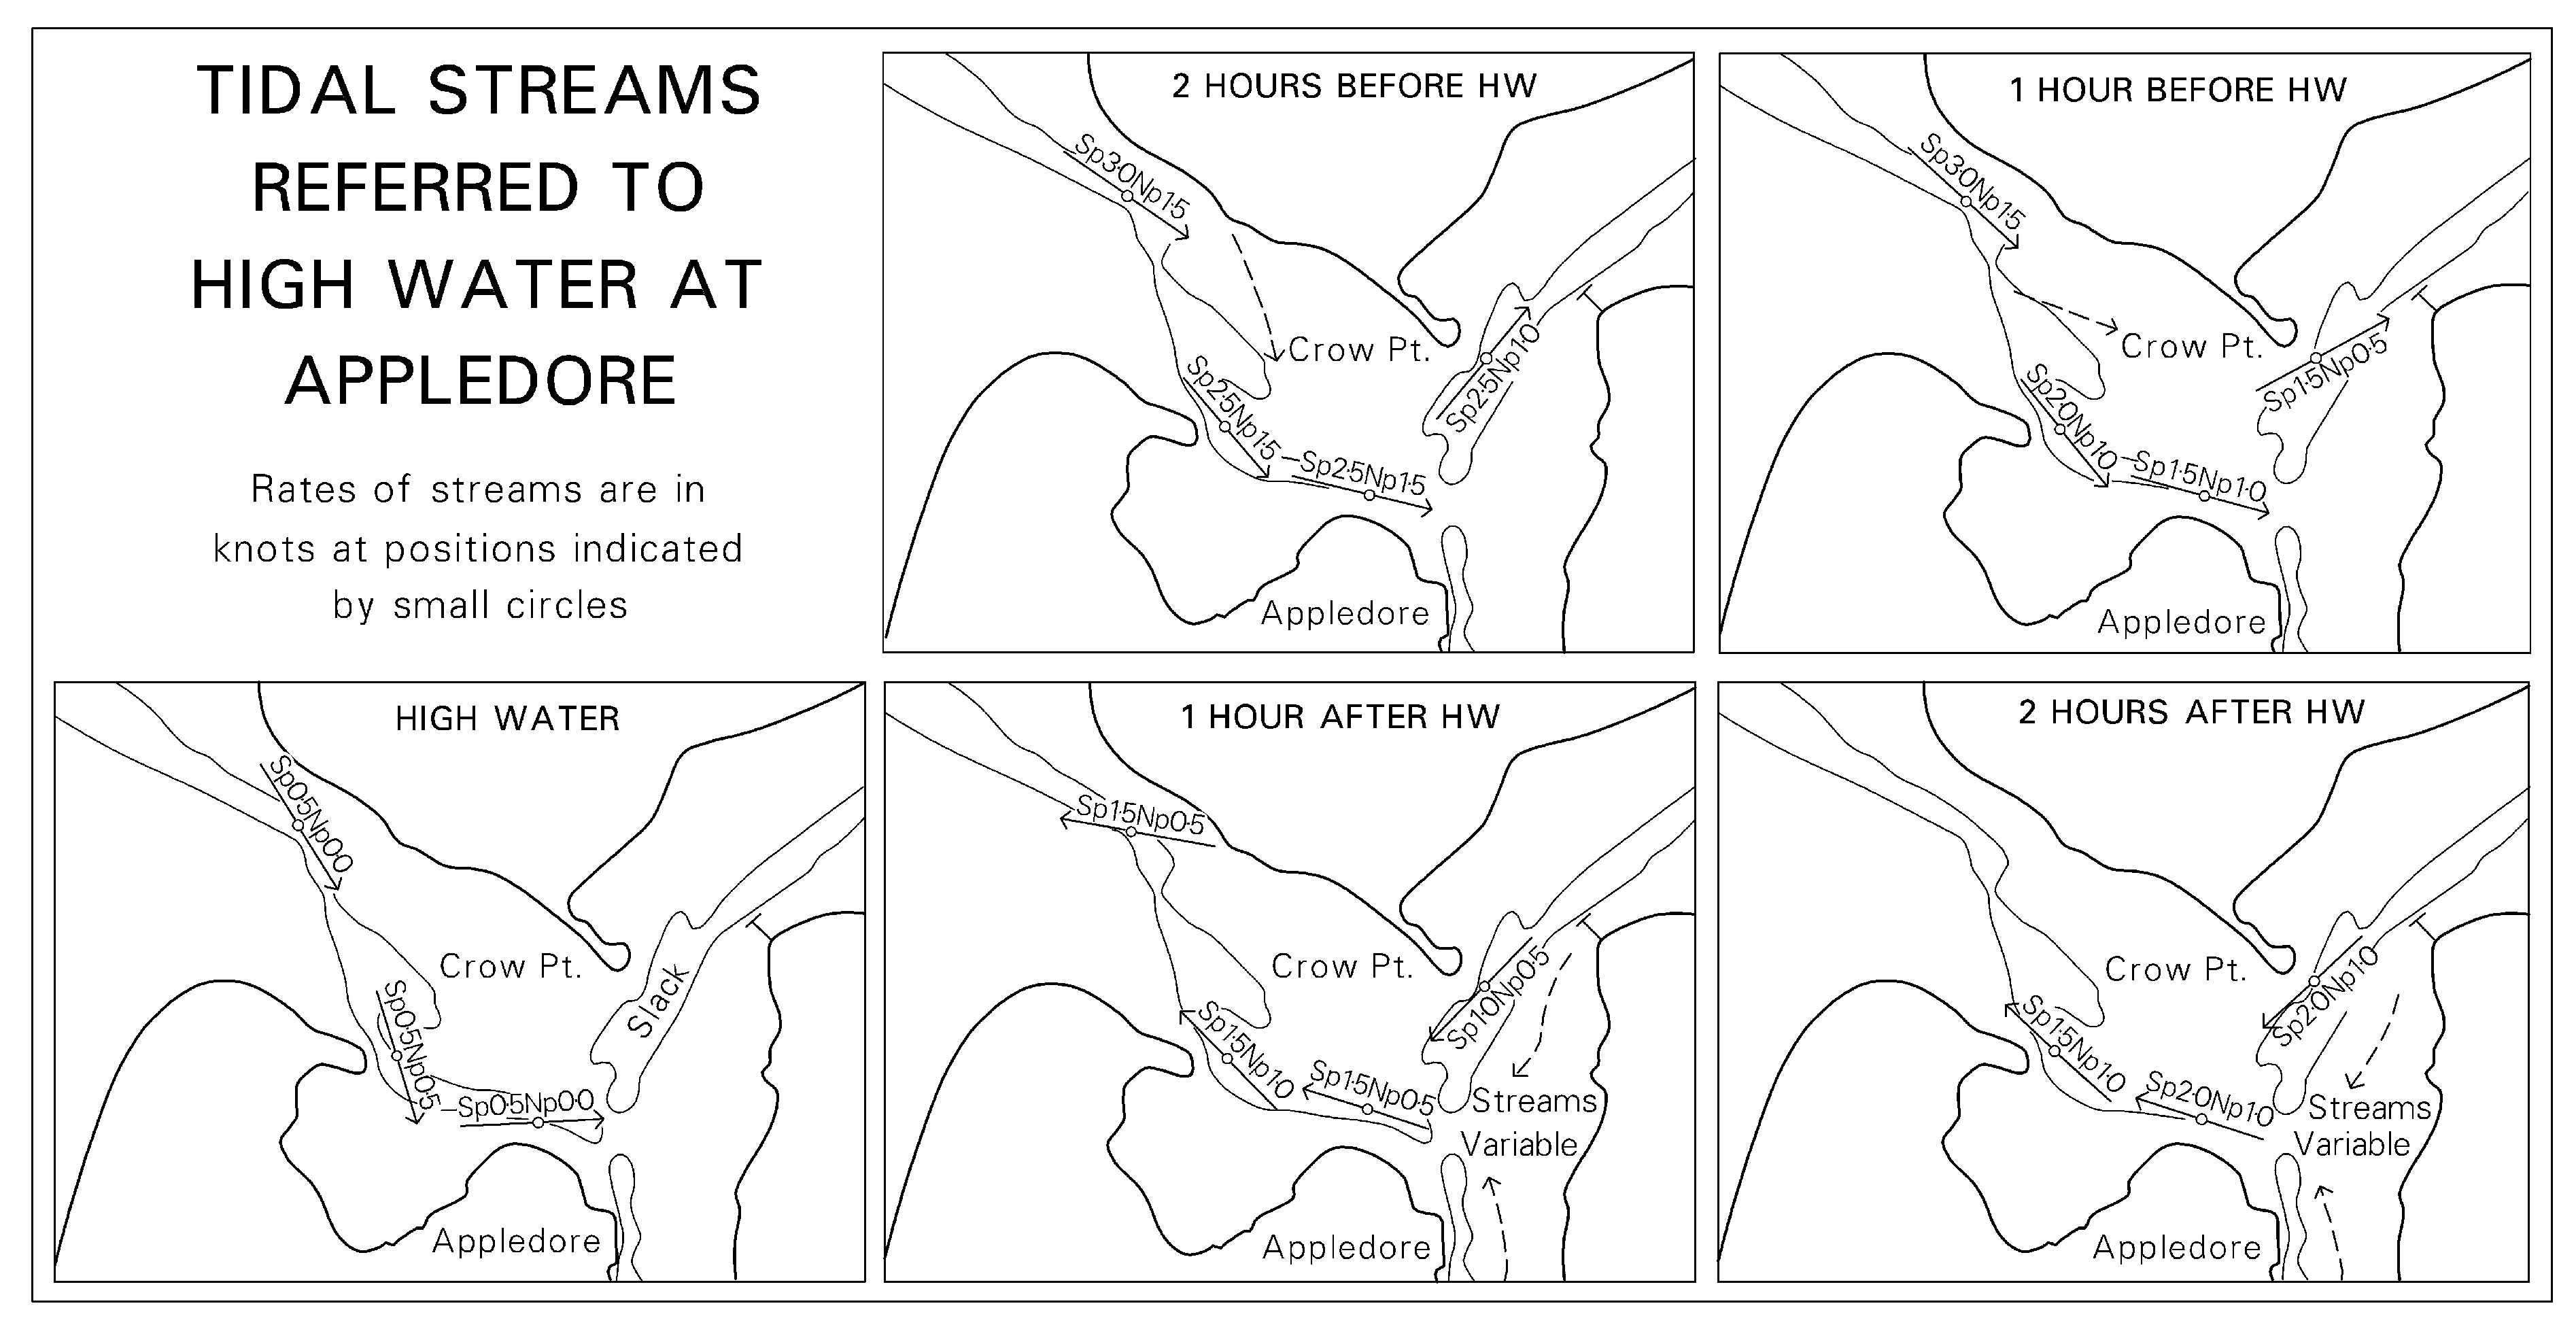 TIDAL STREAMS
REFERRED TO
HIGH WATER AT
APPLEDORE
Rates of streams are in
knots at positions indicated
by small circles
2 HOURS BEFORE HW
Sp3·0Np1·5
Crow Pt.
Sp2·5Np1·0
Sp2·5Np1·5
Sp2·5Np1·5
Appledore
1 HOUR BEFORE HW
Sp3·0Np1·5
Crow Pt.
Sp1·5Np0·5
Sp2·0Np1·0
Sp1·5Np1·0
Appledore
HIGH WATER
Sp0·5Np0·0
Crow Pt.
Slack
Sp0·5Np0·5
Sp0·5Np0·0
Appledore
1 HOUR AFTER HW
Sp1·5Np0·5
Crow Pt.
Sp1·0Np0·5
Sp1·5Np1·0
Sp1·5Np0·5
Streams
Variable
Appledore
2 HOURS AFTER HW
Crow Pt.
Sp2·0Np1·0
Sp1·5Np1·0
Sp2·0Np1·0
Streams
Variable
Appledore